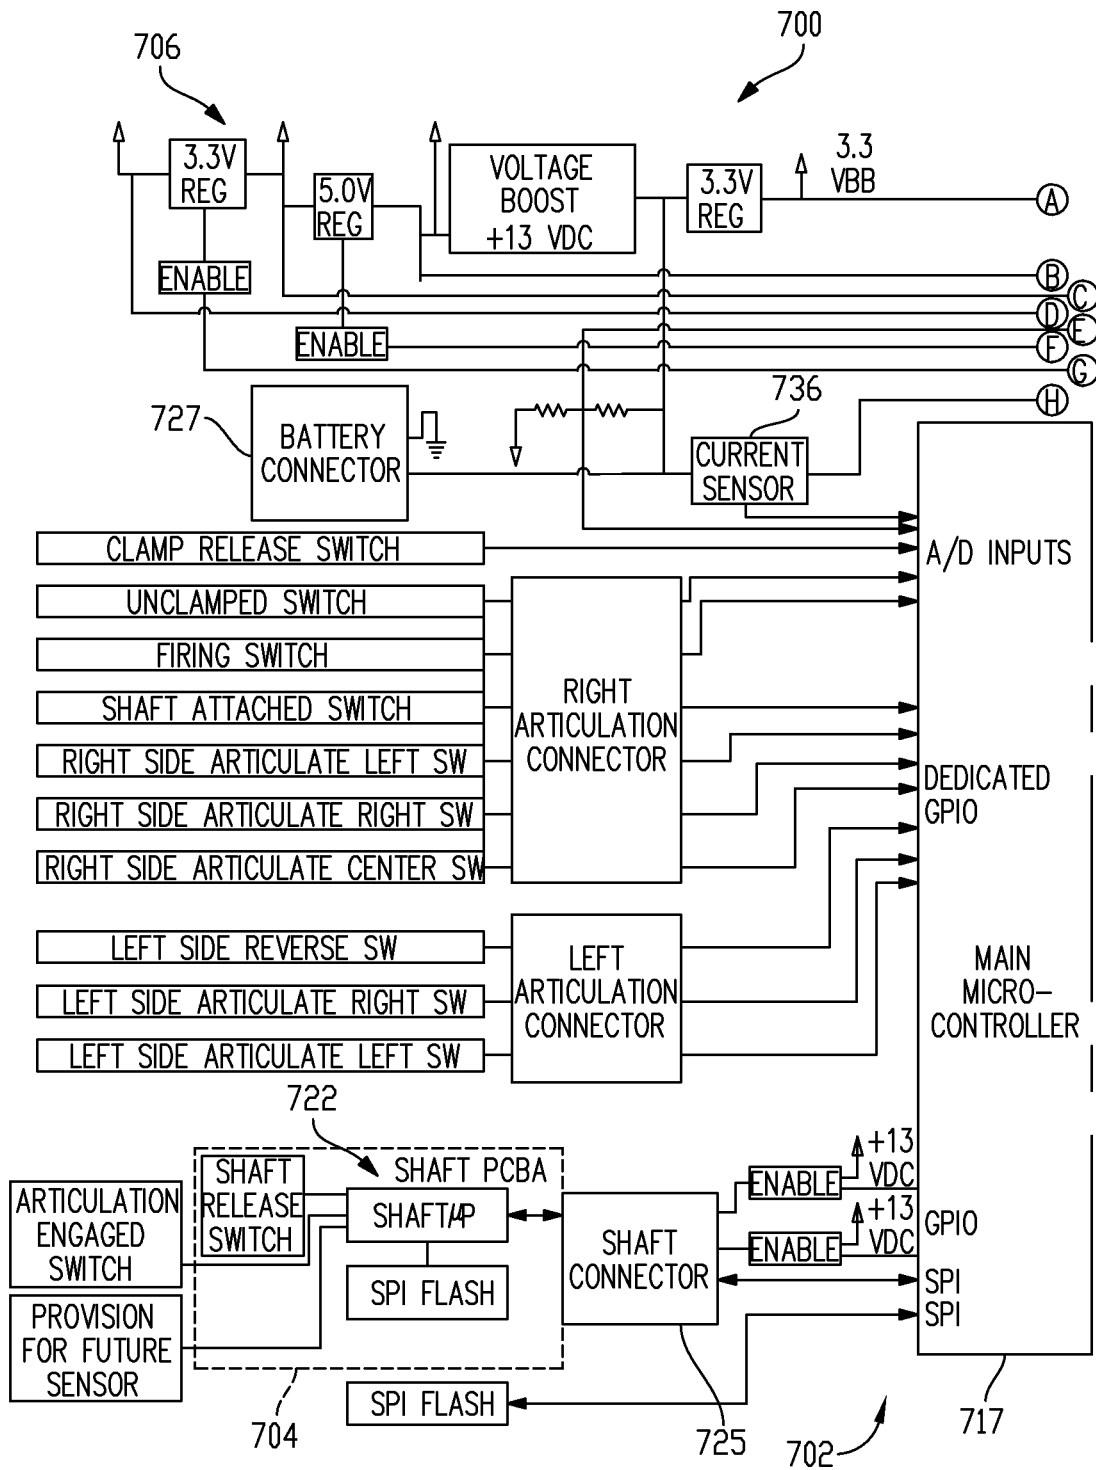 700
706
3.3V
REG
5.0V
REG
VOLTAGE
BOOST
+13 VDC
3.3V
REG
3.3
VBB
A
ENABLE
B
C
D
E
ENABLE
F
G
727
BATTERY
CONNECTOR
736
CURRENT
SENSOR
H
CLAMP RELEASE SWITCH
A/D INPUTS
UNCLAMPED SWITCH
FIRING SWITCH
SHAFT ATTACHED SWITCH
RIGHT SIDE ARTICULATE LEFT SW
RIGHT SIDE ARTICULATE RIGHT SW
RIGHT SIDE ARTICULATE CENTER SW
RIGHT
ARTICULATION
CONNECTOR
DEDICATED
GPIO
LEFT SIDE REVERSE SW
LEFT SIDE ARTICULATE RIGHT SW
LEFT SIDE ARTICULATE LEFT SW
LEFT
ARTICULATION
CONNECTOR
MAIN
MICRO-
CONTROLLER
722
SHAFT PCBA
SHAFT
RELEASE
SWITCH
ARTICULATION
ENGAGED
SWITCH
SHAFT μP
SPI FLASH
PROVISION
FOR FUTURE
SENSOR
SHAFT
CONNECTOR
ENABLE
+13
VDC
ENABLE
+13
VDC
GPIO
SPI
SPI
SPI FLASH
704
725
702
717